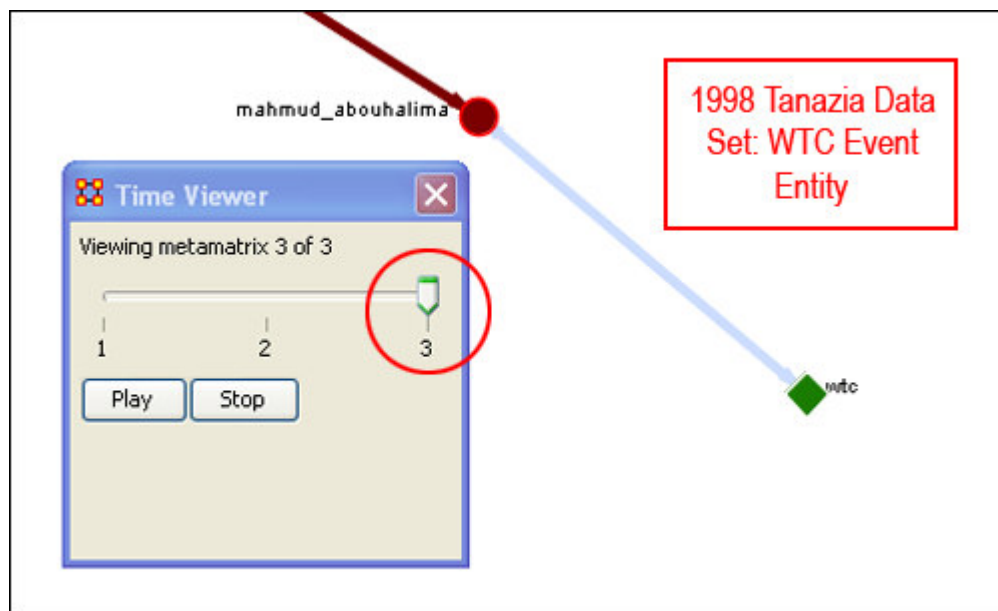 mahmud_abouhalima
1998 Tanazia Data
Set: WTC Event
Entity
Time Viewer
Viewing metamatrix 3 of 3
1 2 3
Play Stop
wtc